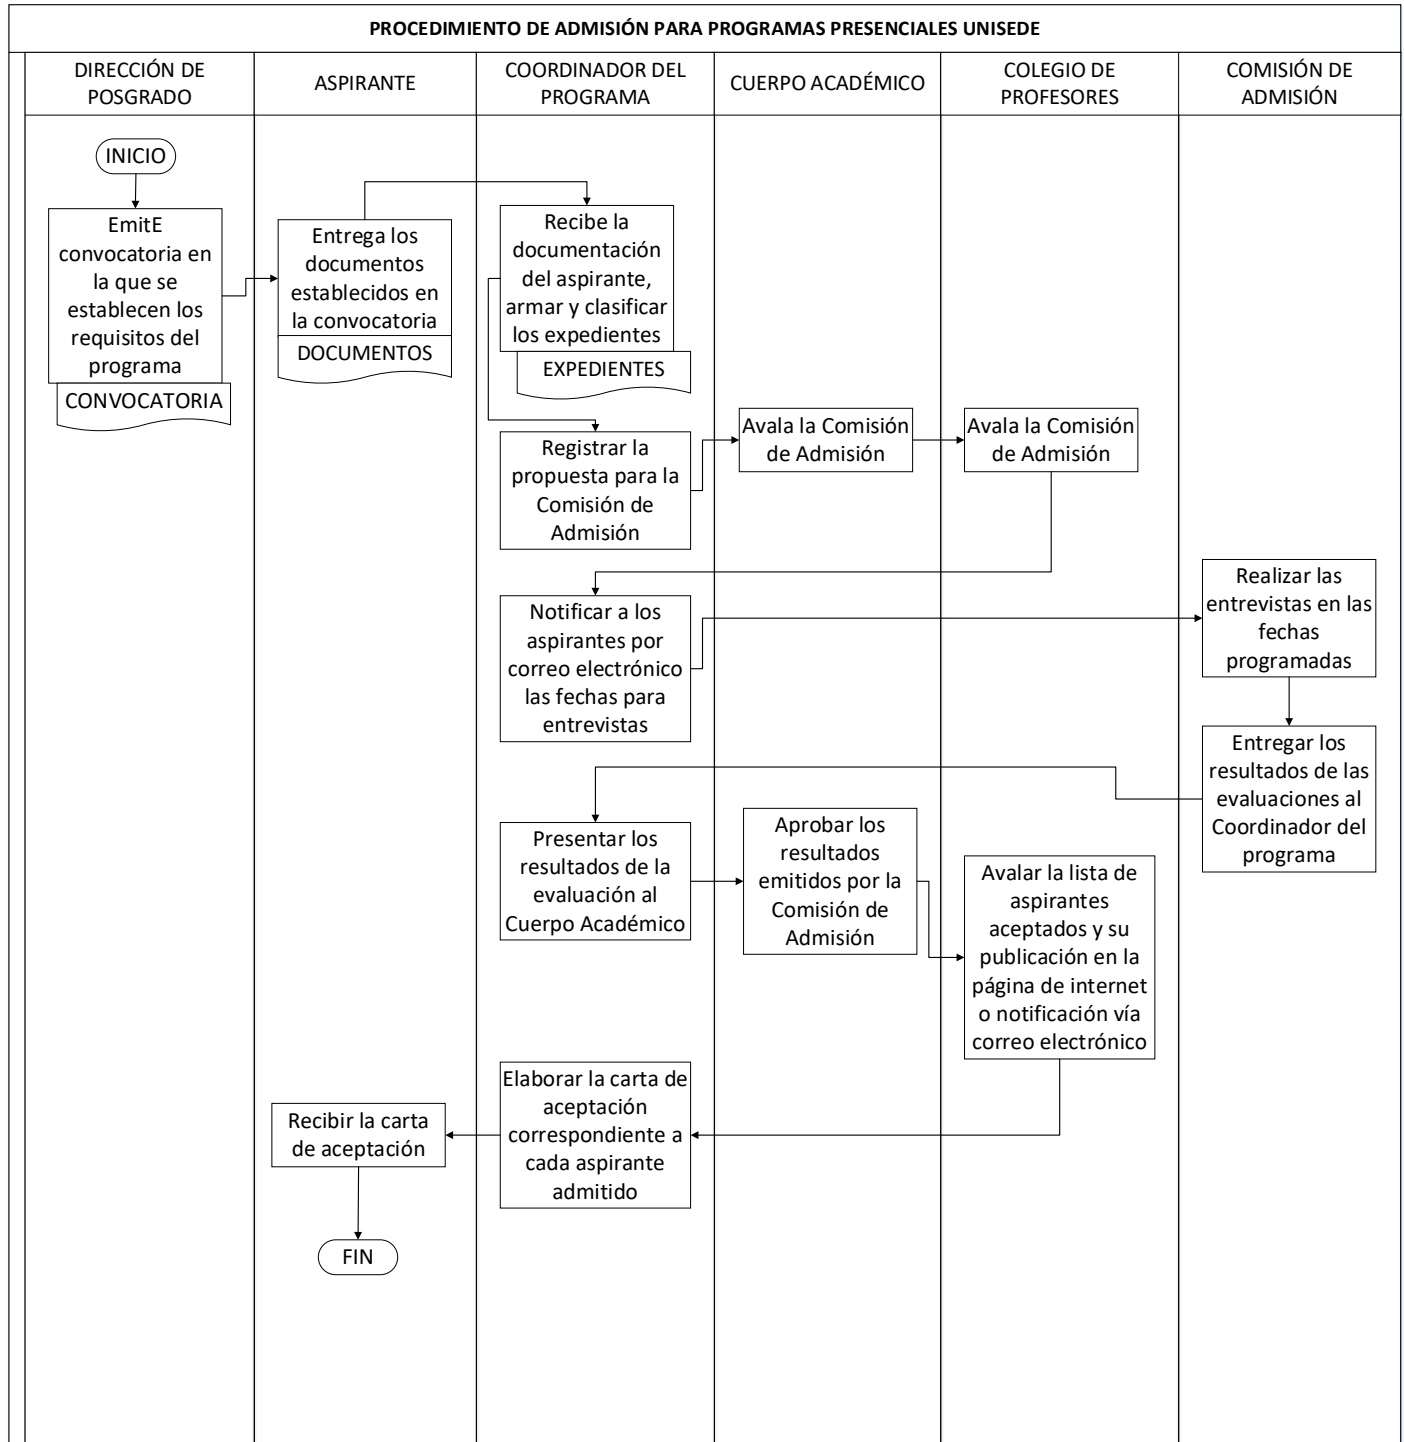 PROCEDIMIENTO DE ADMISIÓN PARA PROGRAMAS PRESENCIALES UNISEDE
DIRECCIÓN DE
POSGRADO
ASPIRANTE
COORDINADOR DEL
PROGRAMA
CUERPO ACADÉMICO
COLEGIO DE
PROFESORES
COMISIÓN DE
ADMISIÓN
INICIO
EmitE
convocatoria en
la que se
establecen los
requisitos del
programa
CONVOCATORIA
Entrega los
documentos
establecidos en
la convocatoria
DOCUMENTOS
Recibe la
documentación
del aspirante,
armar y clasificar
los expedientes
EXPEDIENTES
Registrar la
propuesta para la
Comisión de
Admisión
Avala la Comisión
de Admisión
Avala la Comisión
de Admisión
Notificar a los
aspirantes por
correo electrónico
las fechas para
entrevistas
Realizar las
entrevistas en las
fechas
programadas
Entregar los
resultados de las
evaluaciones al
Coordinador del
programa
Presentar los
resultados de la
evaluación al
Cuerpo Académico
Aprobar los
resultados
emitidos por la
Comisión de
Admisión
Avalar la lista de
aspirantes
aceptados y su
publicación en la
página de internet
o notificación vía
correo electrónico
Elaborar la carta de
aceptación
correspondiente a
cada aspirante
admitido
Recibir la carta
de aceptación
FIN